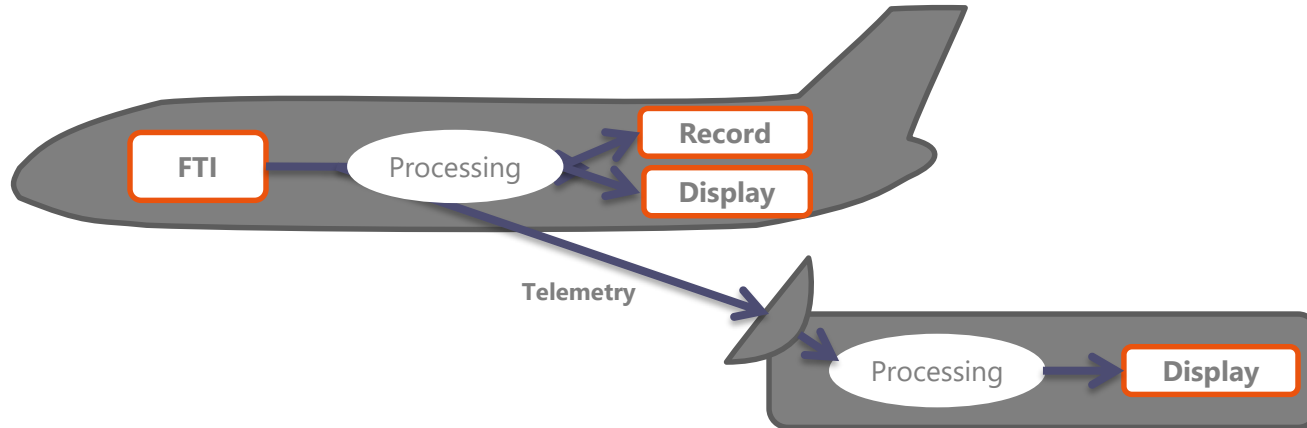 FTI
Processing
Record
Display
Telemetry
Processing
Display